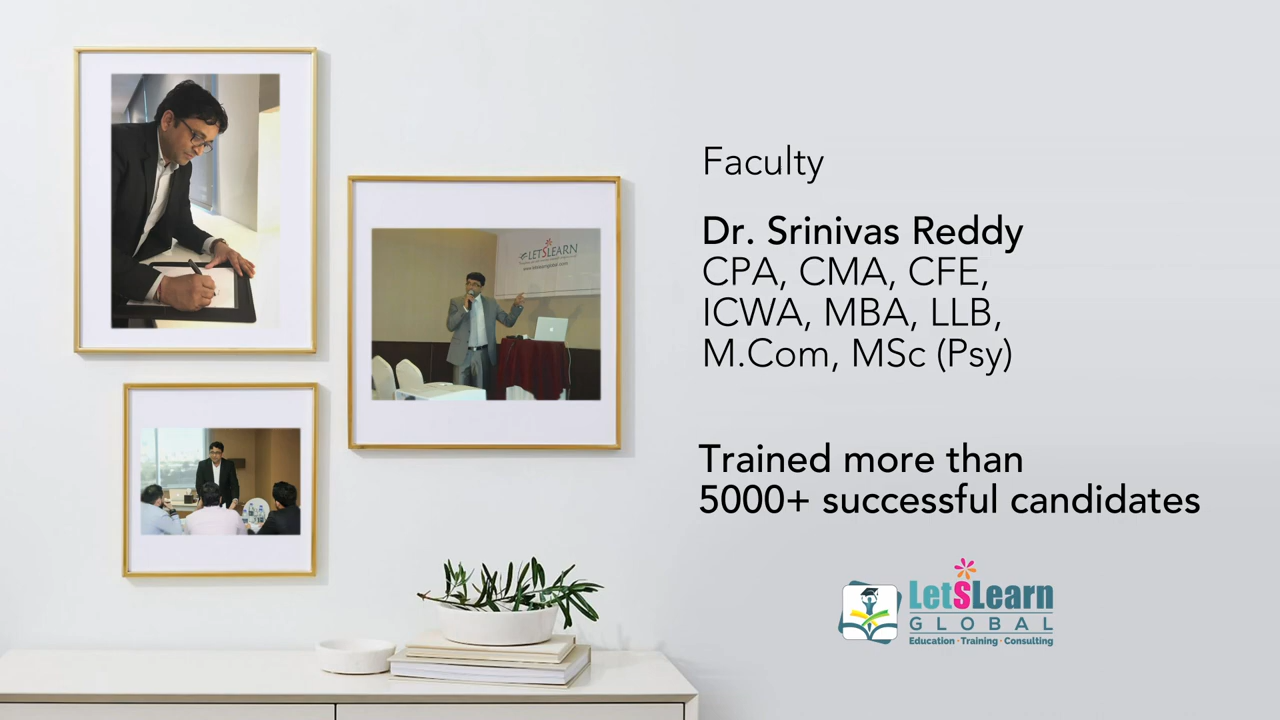 eLETSLEARN
Faculty
Dr. Srinivas Reddy
CPA, CMA, CFE,
ICWA, MBA, LLB,
M.Com, MSc (Psy)
Trained more than
5000+ successful candidates
LetSLearn
GLOBAL
Education · Training · Consulting